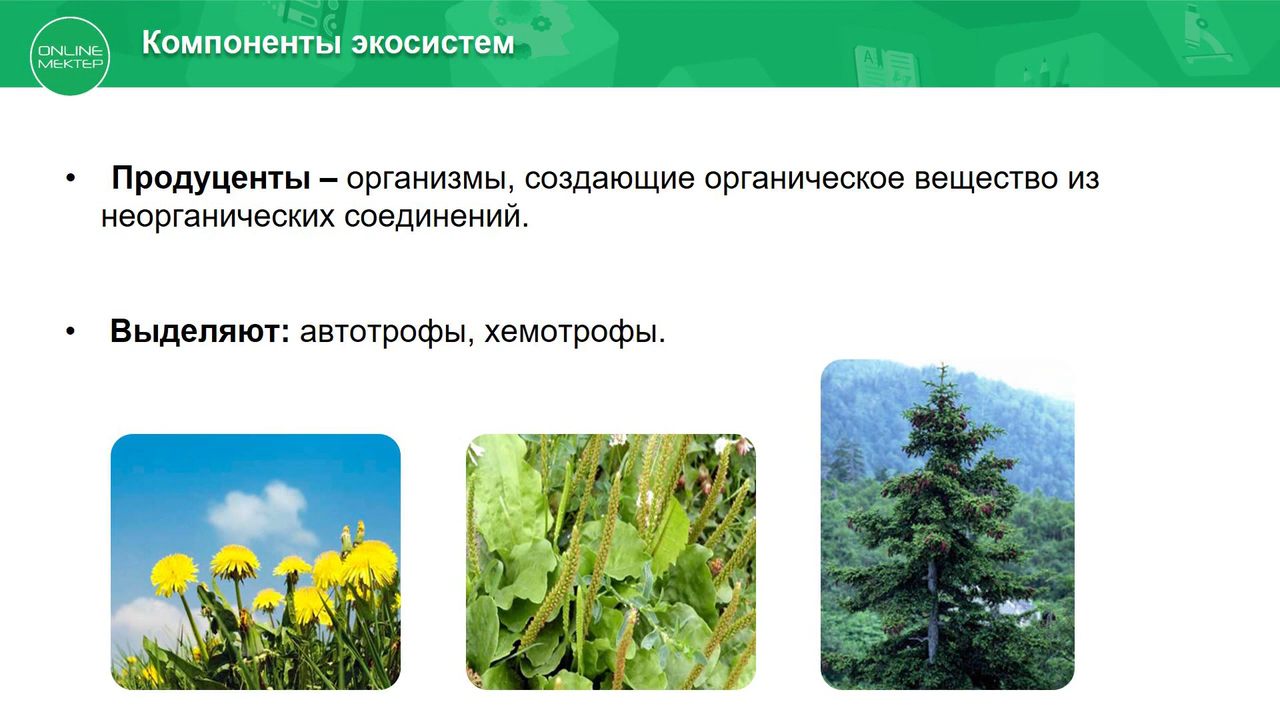 ONLINE
МЕКТЕР
Компоненты экосистем
• Продуценты – организмы, создающие органическое вещество из
неорганических соединений.
• Выделяют: автотрофы, хемотрофы.
A